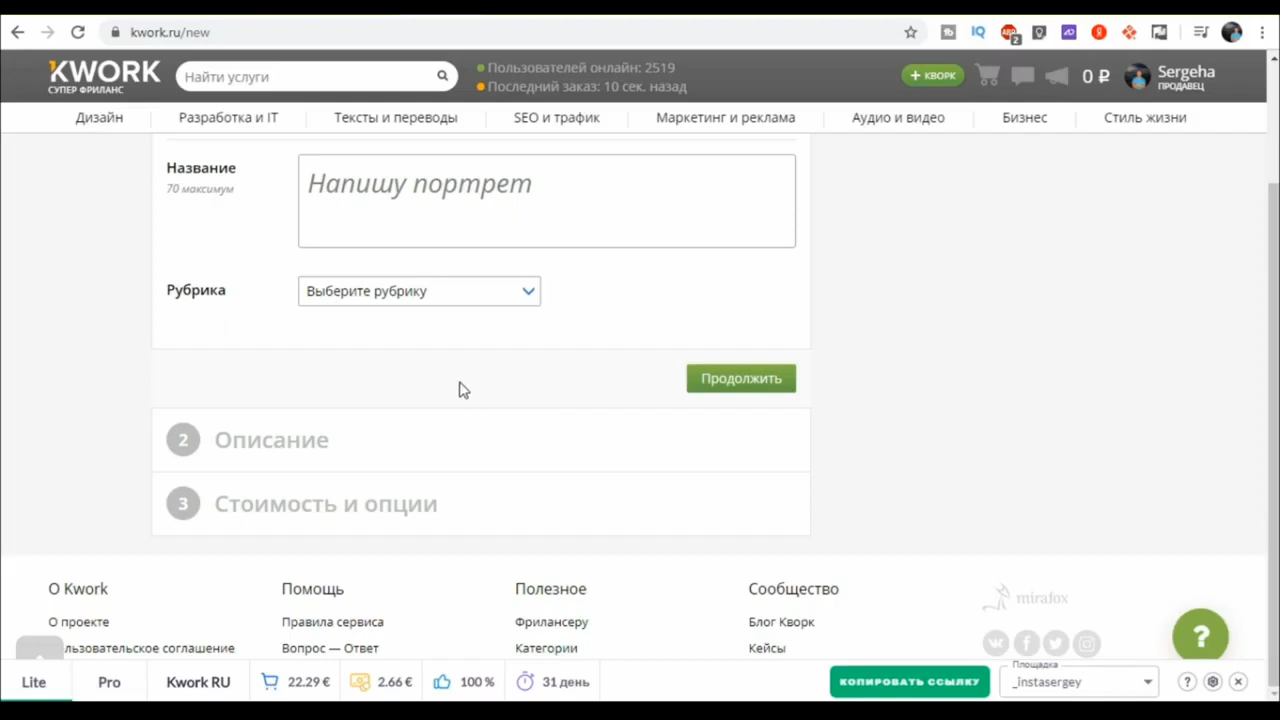 kwork.ru/new
2
KWORK
СУПЕР ФРИЛАНС
Найти услуги
Пользователей онлайн: 2519
Последний заказ: 10 сек. назад
+ КВОРК
0 ₽
Sergeha
ПРОДАВЕЦ
Дизайн
Разработка и IT
Тексты и переводы
SEO и трафик
Маркетинг и реклама
Аудио и видео
Бизнес
Стиль жизни
Название
70 максимум
Напишу портрет
Рубрика
Выберите рубрику
Продолжить
2 Описание
3 Стоимость и опции
О Kwork
Помощь
Полезное
Сообщество
mirafox
О проекте
Правила сервиса
Фрилансеру
Блог Кворк
льзовательское соглашение
Вопрос — Ответ
Категории
Кейсы
?
Lite
Pro
Kwork RU
22.29 €
2.66 €
100 %
31 день
КОПИРОВАТЬ ССЫЛКУ
Площадка
_instasergey
?